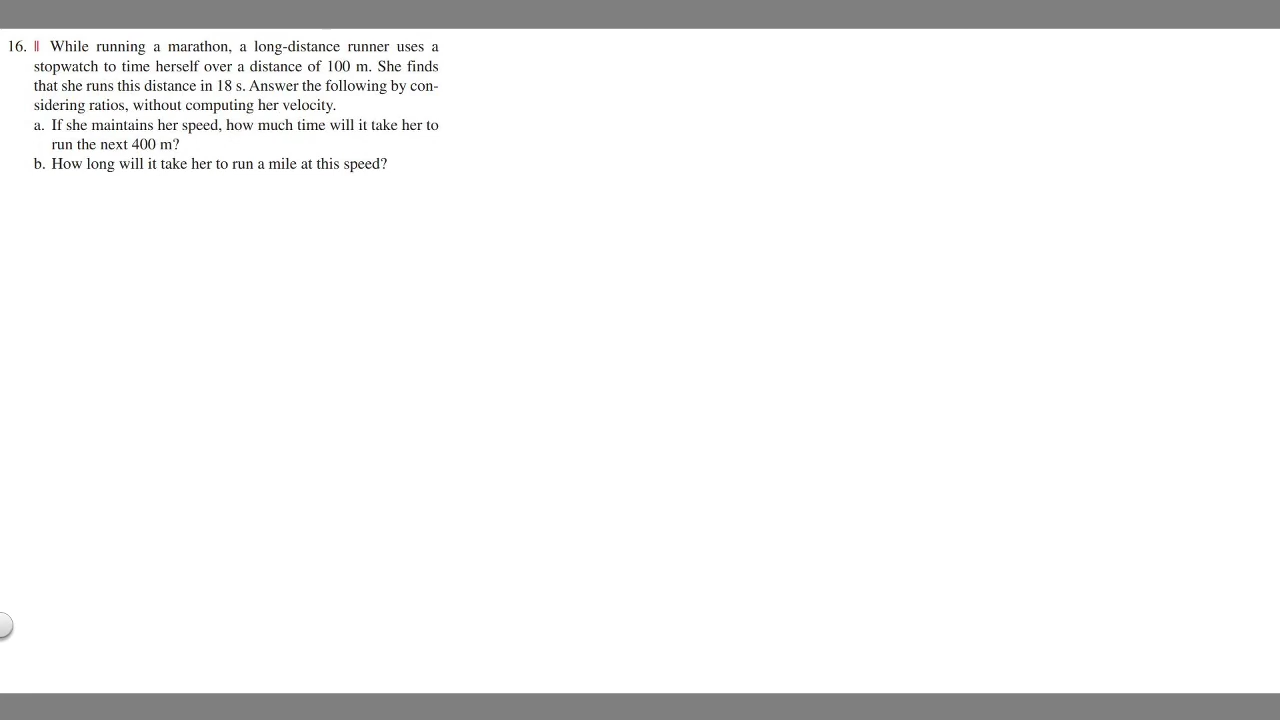 16. || While running a marathon, a long-distance runner uses a
stopwatch to time herself over a distance of 100 m. She finds
that she runs this distance in 18 s. Answer the following by con-
sidering ratios, without computing her velocity.
a. If she maintains her speed, how much time will it take her to
run the next 400 m?
b. How long will it take her to run a mile at this speed?